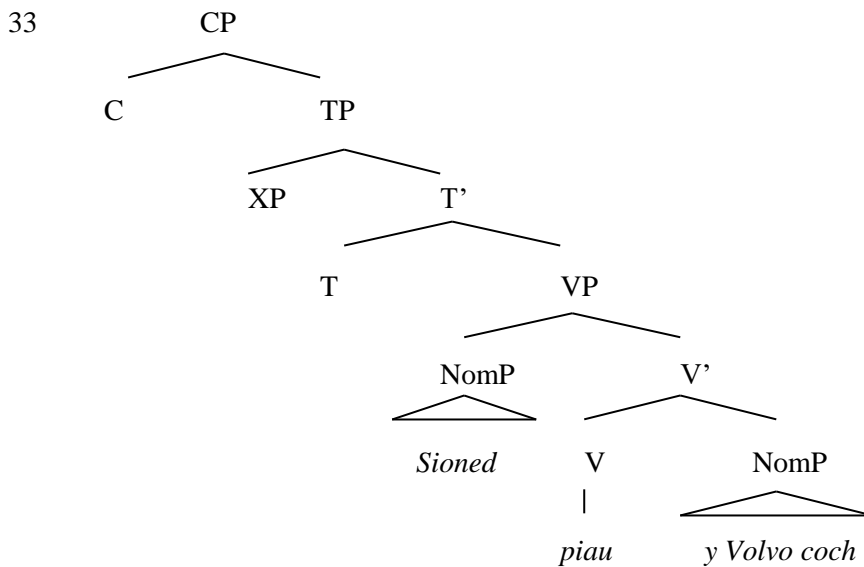 33 CP
C TP
XP T’
T VP
NomP V’
Sioned V NomP
piau y Volvo coch